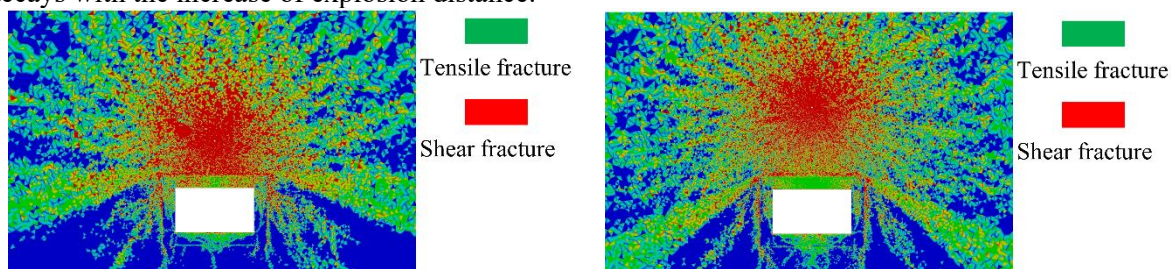 ecays with the increase of explosion distance.
Tensile fracture
Shear fracture
Tensile fracture
Shear fracture